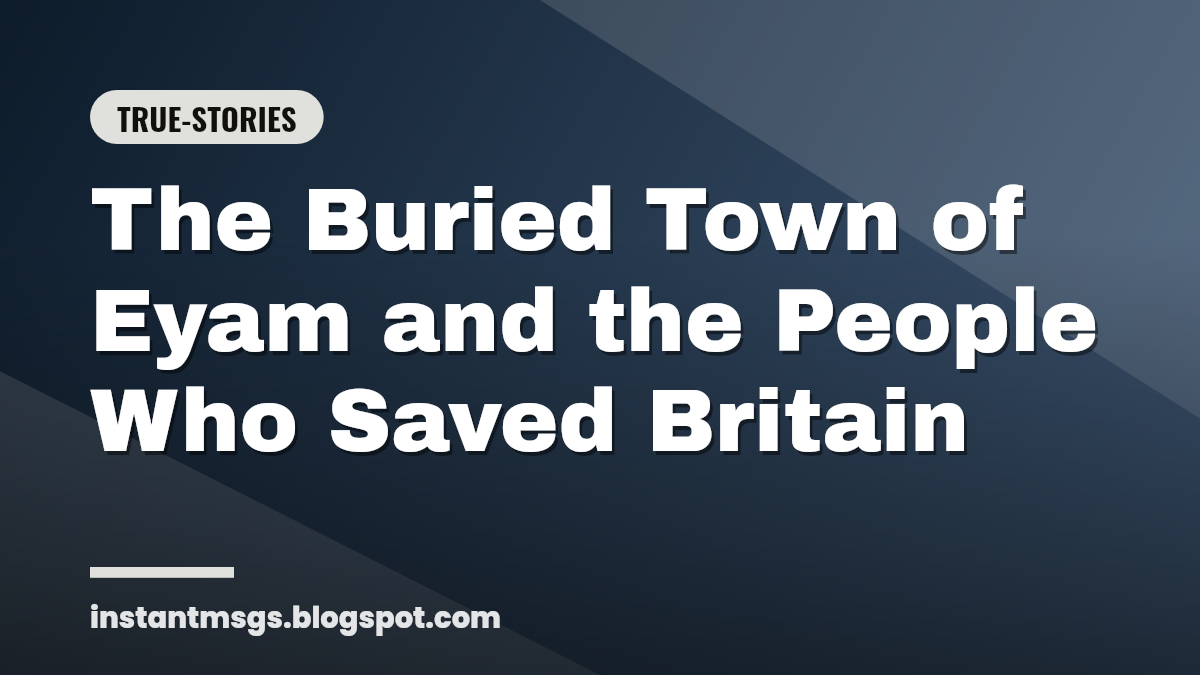 TRUE-STORIES
The Buried Town of
Eyam and the People
Who Saved Britain
instantmsgs.blogspot.com